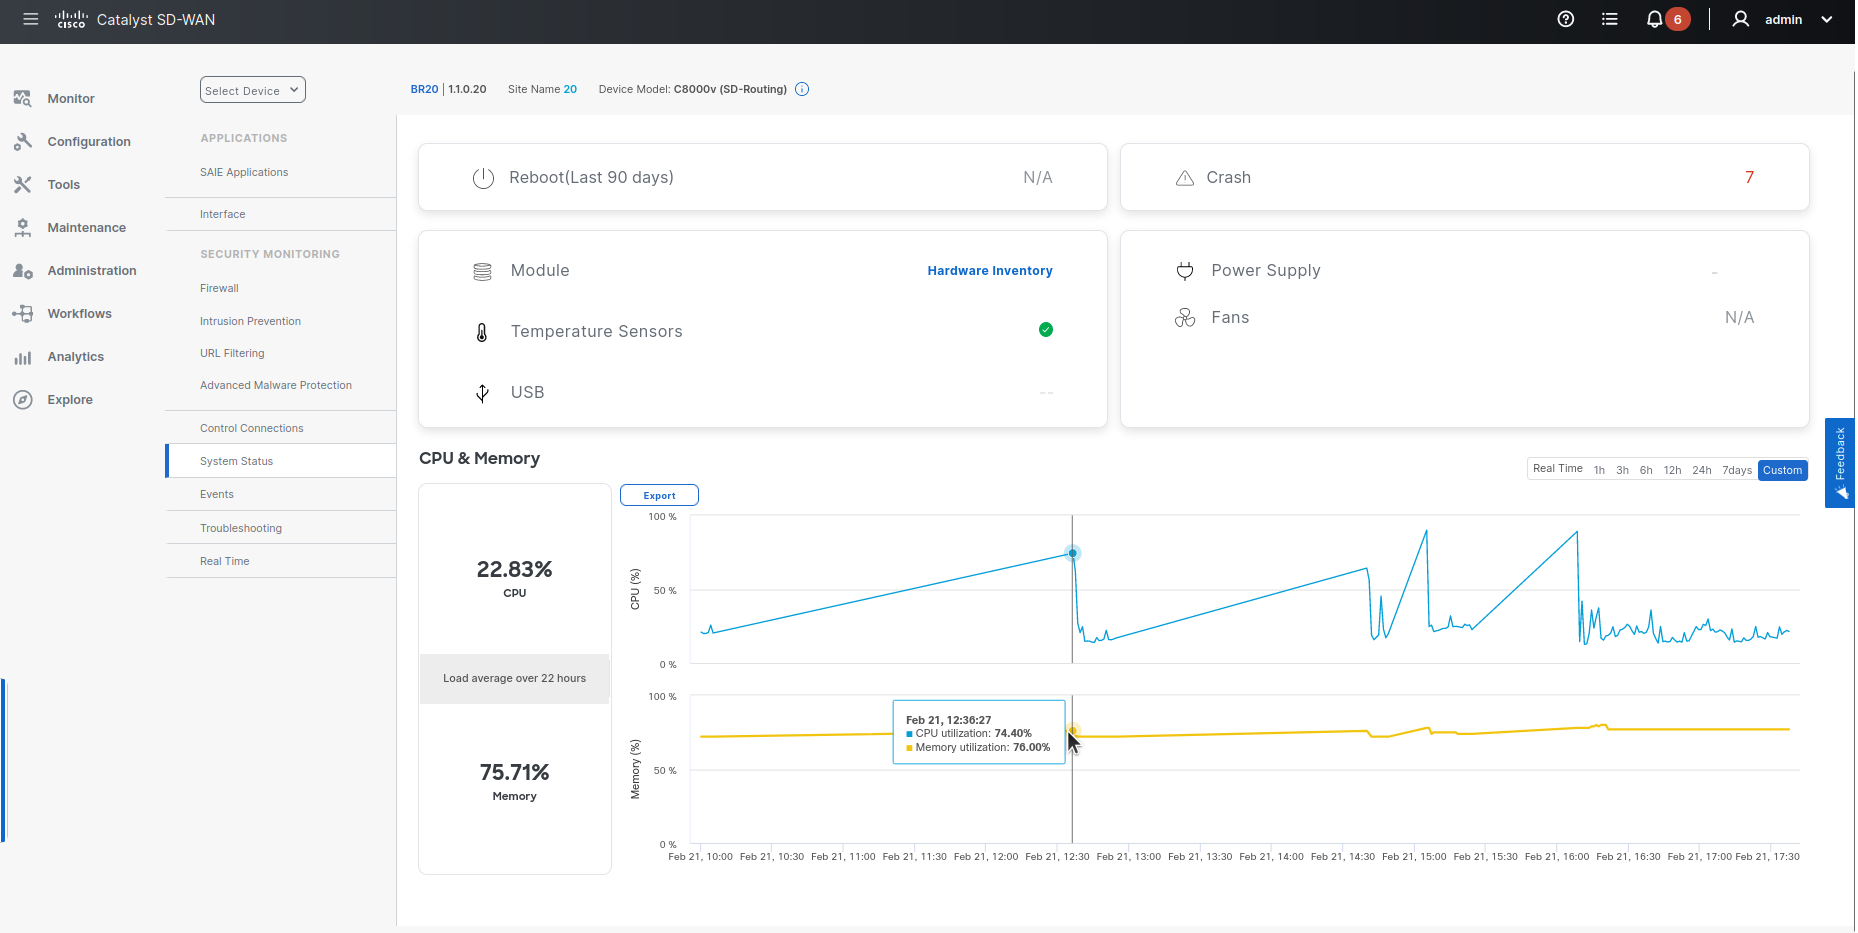 cisco Catalyst SD-WAN
6
admin
Monitor
Configuration
Tools
Maintenance
Administration
Workflows
Analytics
Explore
Select Device
APPLICATIONS
SAIE Applications
Interface
SECURITY MONITORING
Firewall
Intrusion Prevention
URL Filtering
Advanced Malware Protection
Control Connections
System Status
Events
Troubleshooting
Real Time
BR20 | 1.1.0.20 Site Name 20 Device Model: C8000v (SD-Routing)
Reboot(Last 90 days) N/A
Crash 7
Module Hardware Inventory
Temperature Sensors
USB --
Power Supply -
Fans N/A
CPU & Memory
Real Time 1h 3h 6h 12h 24h 7days Custom
22.83%
CPU
Load average over 22 hours
75.71%
Memory
Export
100 %
50 %
0 %
CPU (%)
100 %
50 %
0 %
Memory (%)
Feb 21, 12:36:27
CPU utilization: 74.40%
Memory utilization: 76.00%
Feb 21, 10:00 Feb 21, 10:30 Feb 21, 11:00 Feb 21, 11:30 Feb 21, 12:00 Feb 21, 12:30 Feb 21, 13:00 Feb 21, 13:30 Feb 21, 14:00 Feb 21, 14:30 Feb 21, 15:00 Feb 21, 15:30 Feb 21, 16:00 Feb 21, 16:30 Feb 21, 17:00 Feb 21, 17:30
Feedback